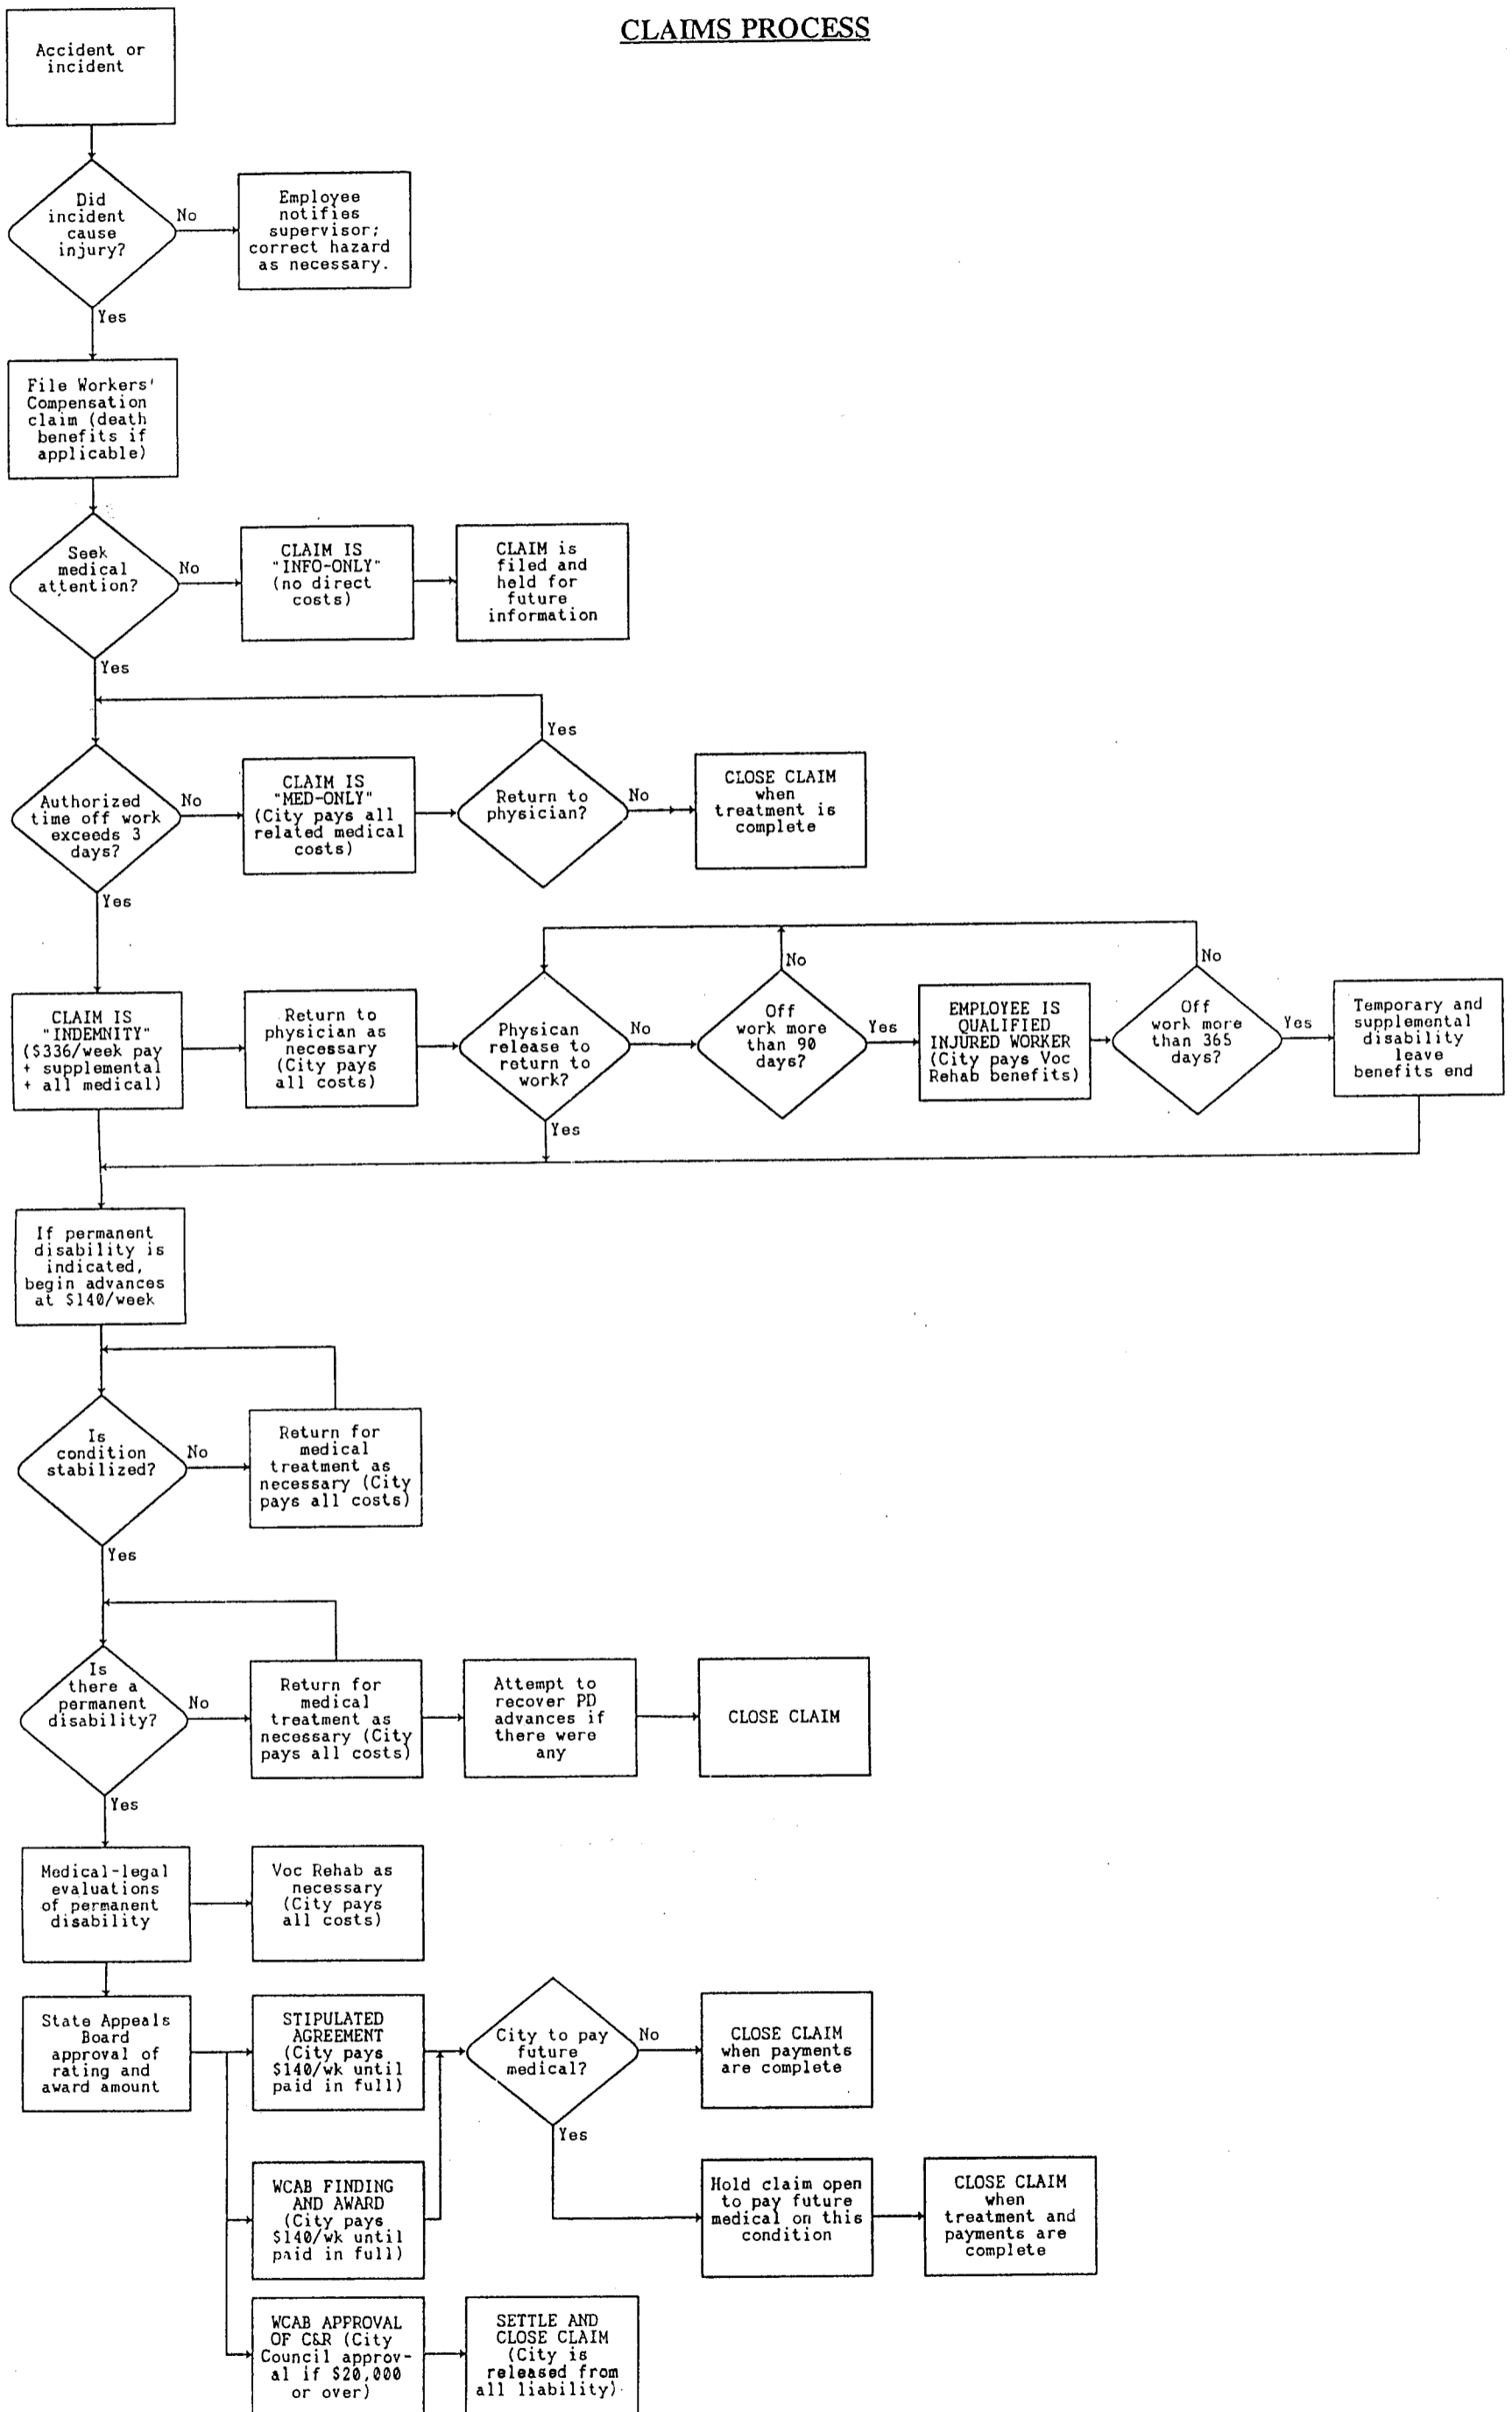 CLAIMS PROCESS
Accident or
incident
Did
incident
cause
injury?
No
Employee
notifies
supervisor;
correct hazard
as necessary.
Yes
File Workers'
Compensation
claim (death
benefits if
applicable)
Seek
medical
attention?
No
CLAIM IS
"INFO-ONLY"
(no direct
costs)
CLAIM is
filed and
held for
future
information
Yes
Authorized
time off work
exceeds 3
days?
No
CLAIM IS
"MED-ONLY"
(City pays all
related medical
costs)
Yes
Return to
physician?
No
CLOSE CLAIM
when
treatment is
complete
Yes
CLAIM IS
"INDEMNITY"
($336/week pay
+ supplemental
+ all medical)
Return to
physician as
necessary
(City pays
all costs)
Physican
release to
return to
work?
No
Yes
No
Off
work more
than 90
days?
Yes
EMPLOYEE IS
QUALIFIED
INJURED WORKER
(City pays Voc
Rehab benefits)
No
Off
work more
than 365
days?
Yes
Temporary and
supplemental
disability
leave
benefits end
If permanent
disability is
indicated,
begin advances
at $140/week
Is
condition
stabilized?
No
Return for
medical
treatment as
necessary (City
pays all costs)
Yes
Is
there a
permanent
disability?
No
Return for
medical
treatment as
necessary (City
pays all costs)
Attempt to
recover PD
advances if
there were
any
CLOSE CLAIM
Yes
Medical-legal
evaluations
of permanent
disability
Voc Rehab as
necessary
(City pays
all costs)
State Appeals
Board
approval of
rating and
award amount
STIPULATED
AGREEMENT
(City pays
$140/wk until
paid in full)
City to pay
future
medical?
No
CLOSE CLAIM
when payments
are complete
Yes
WCAB FINDING
AND AWARD
(City pays
$140/wk until
paid in full)
Hold claim open
to pay future
medical on this
condition
CLOSE CLAIM
when
treatment and
payments are
complete
WCAB APPROVAL
OF C&R (City
Council approv-
al if $20,000
or over)
SETTLE AND
CLOSE CLAIM
(City is
released from
all liability)